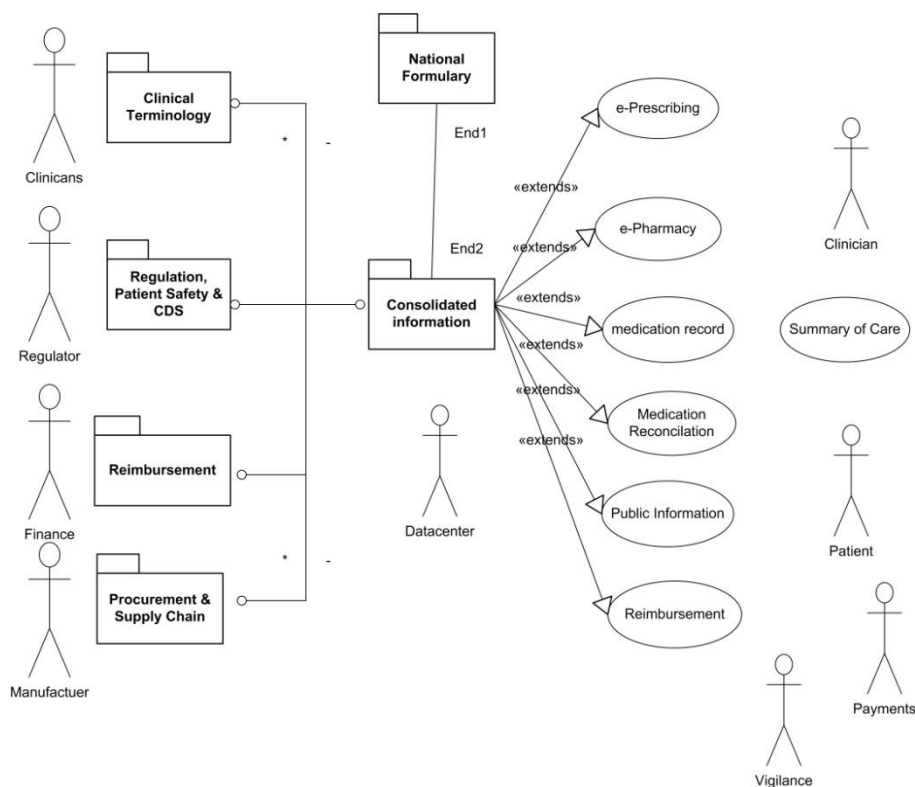 National
Formulary
Clinical
Terminology
e-Prescribing
End1
*
-
Clinicans
«extends»
e-Pharmacy
Clinician
End2
«extends»
Regulation,
Patient Safety &
CDS
Consolidated
information
«extends»
medication record
Summary of Care
Regulator
«extends»
«extends»
Medication
Reconcilation
«extends»
Reimbursement
Public Information
Datacenter
Finance
Patient
*
-
Procurement &
Supply Chain
Reimbursement
Manufactuer
Payments
Vigilance